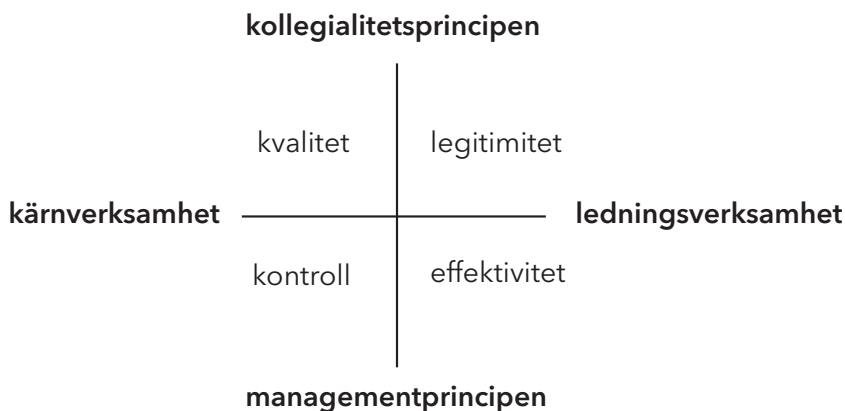 kollegialitetsprincipen
kvalitet legitimitet
kärnverksamhet ledningsverksamhet
kontroll effektivitet
managementprincipen